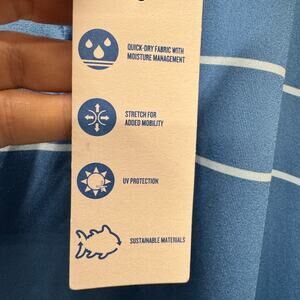 QUICK-DRY FABRIC WITH
MOISTURE MANAGEMENT
STRETCH FOR
ADDED MOBILITY
UV PROTECTION
SUSTAINABLE MATERIALS